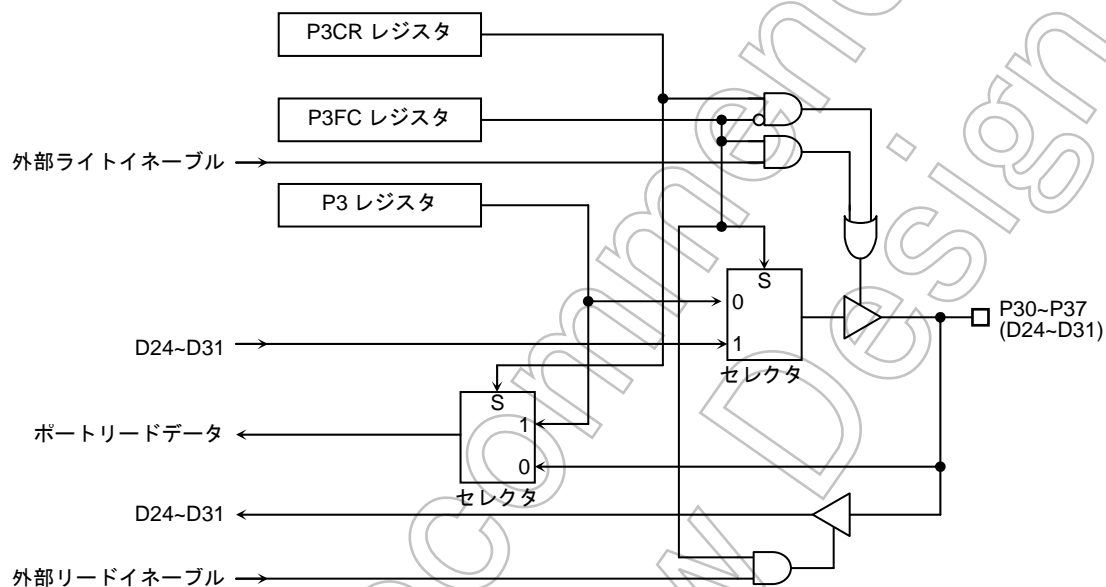 P3CR レジスタ
P3FC レジスタ
外部ライトイネーブル
P3 レジスタ
S
0
P30~P37
(D24~D31)
D24~D31
1
セレクタ
S
1
ポートリードデータ
0
セレクタ
D24~D31
外部リードイネーブル
ecommen
w Design